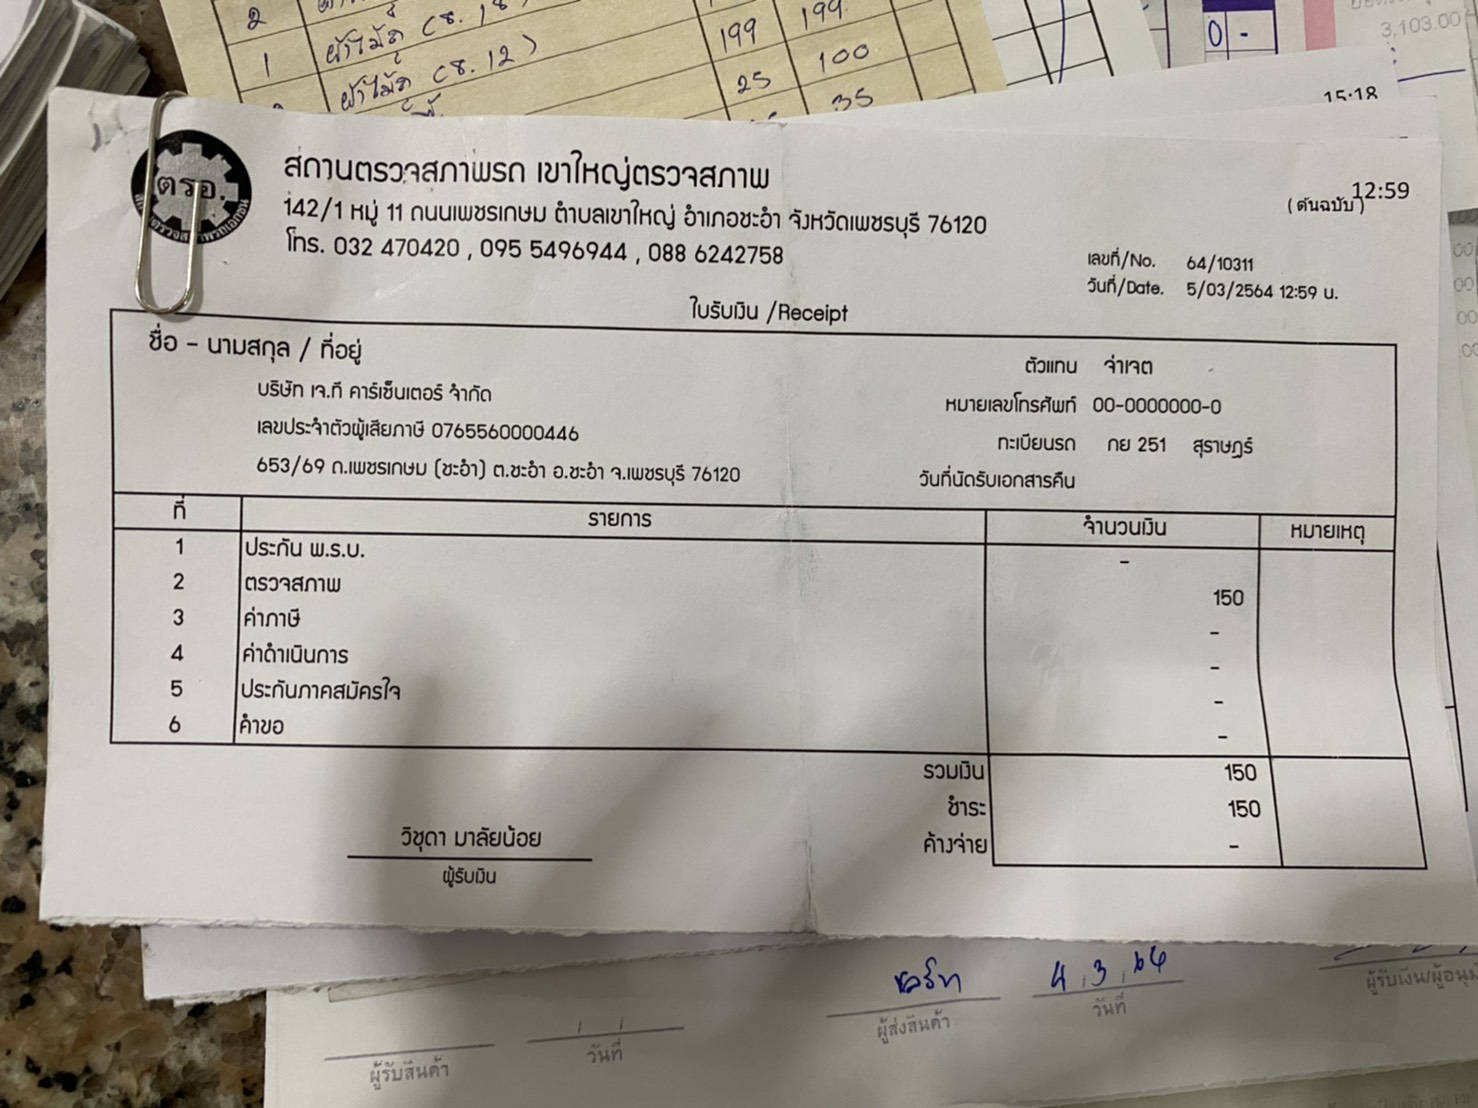 2
1 ผ้าไม้ถู (ร. 18)
ผ้าไม้ถู (ร. 12) 199 199
25 100
35
0 -
3,103.00
15:18
ตรอ.
สถานตรวจสภาพรถ เขาใหญ่ตรวจสภาพ
142/1 หมู่ 11 ถนนเพชรเกษม ตำบลเขาใหญ่ อำเภอชะอำ จังหวัดเพชรบุรี 76120
โทร. 032 470420 , 095 5496944 , 088 6242758
12:59
( ต้นฉบับ )
เลขที่/No. 64/10311
วันที่/Date. 5/03/2564 12:59 น.
ใบรับเงิน /Receipt
ชื่อ - นามสกุล / ที่อยู่
บริษัท เจ.ที คาร์เซ็นเตอร์ จำกัด
เลขประจำตัวผู้เสียภาษี 0765560000446
653/69 ถ.เพชรเกษม (ชะอำ) ต.ชะอำ อ.ชะอำ จ.เพชรบุรี 76120
ตัวแทน จ่าเจต
หมายเลขโทรศัพท์ 00-0000000-0
ทะเบียนรถ กย 251 สุราษฎร์
วันที่นัดรับเอกสารคืน
ที่ รายการ จำนวนเงิน หมายเหตุ
1 ประกัน พ.ร.บ. -
2 ตรวจสภาพ 150
3 ค่าภาษี -
4 ค่าดำเนินการ -
5 ประกันภาคสมัครใจ -
6 คำขอ -
รวมเงิน 150
ชำระ 150
ค้างจ่าย -
วิชุดา มาลัยน้อย
ผู้รับเงิน
4 , 3 , 64
ผู้รับสินค้า วันที่ ผู้ส่งสินค้า วันที่